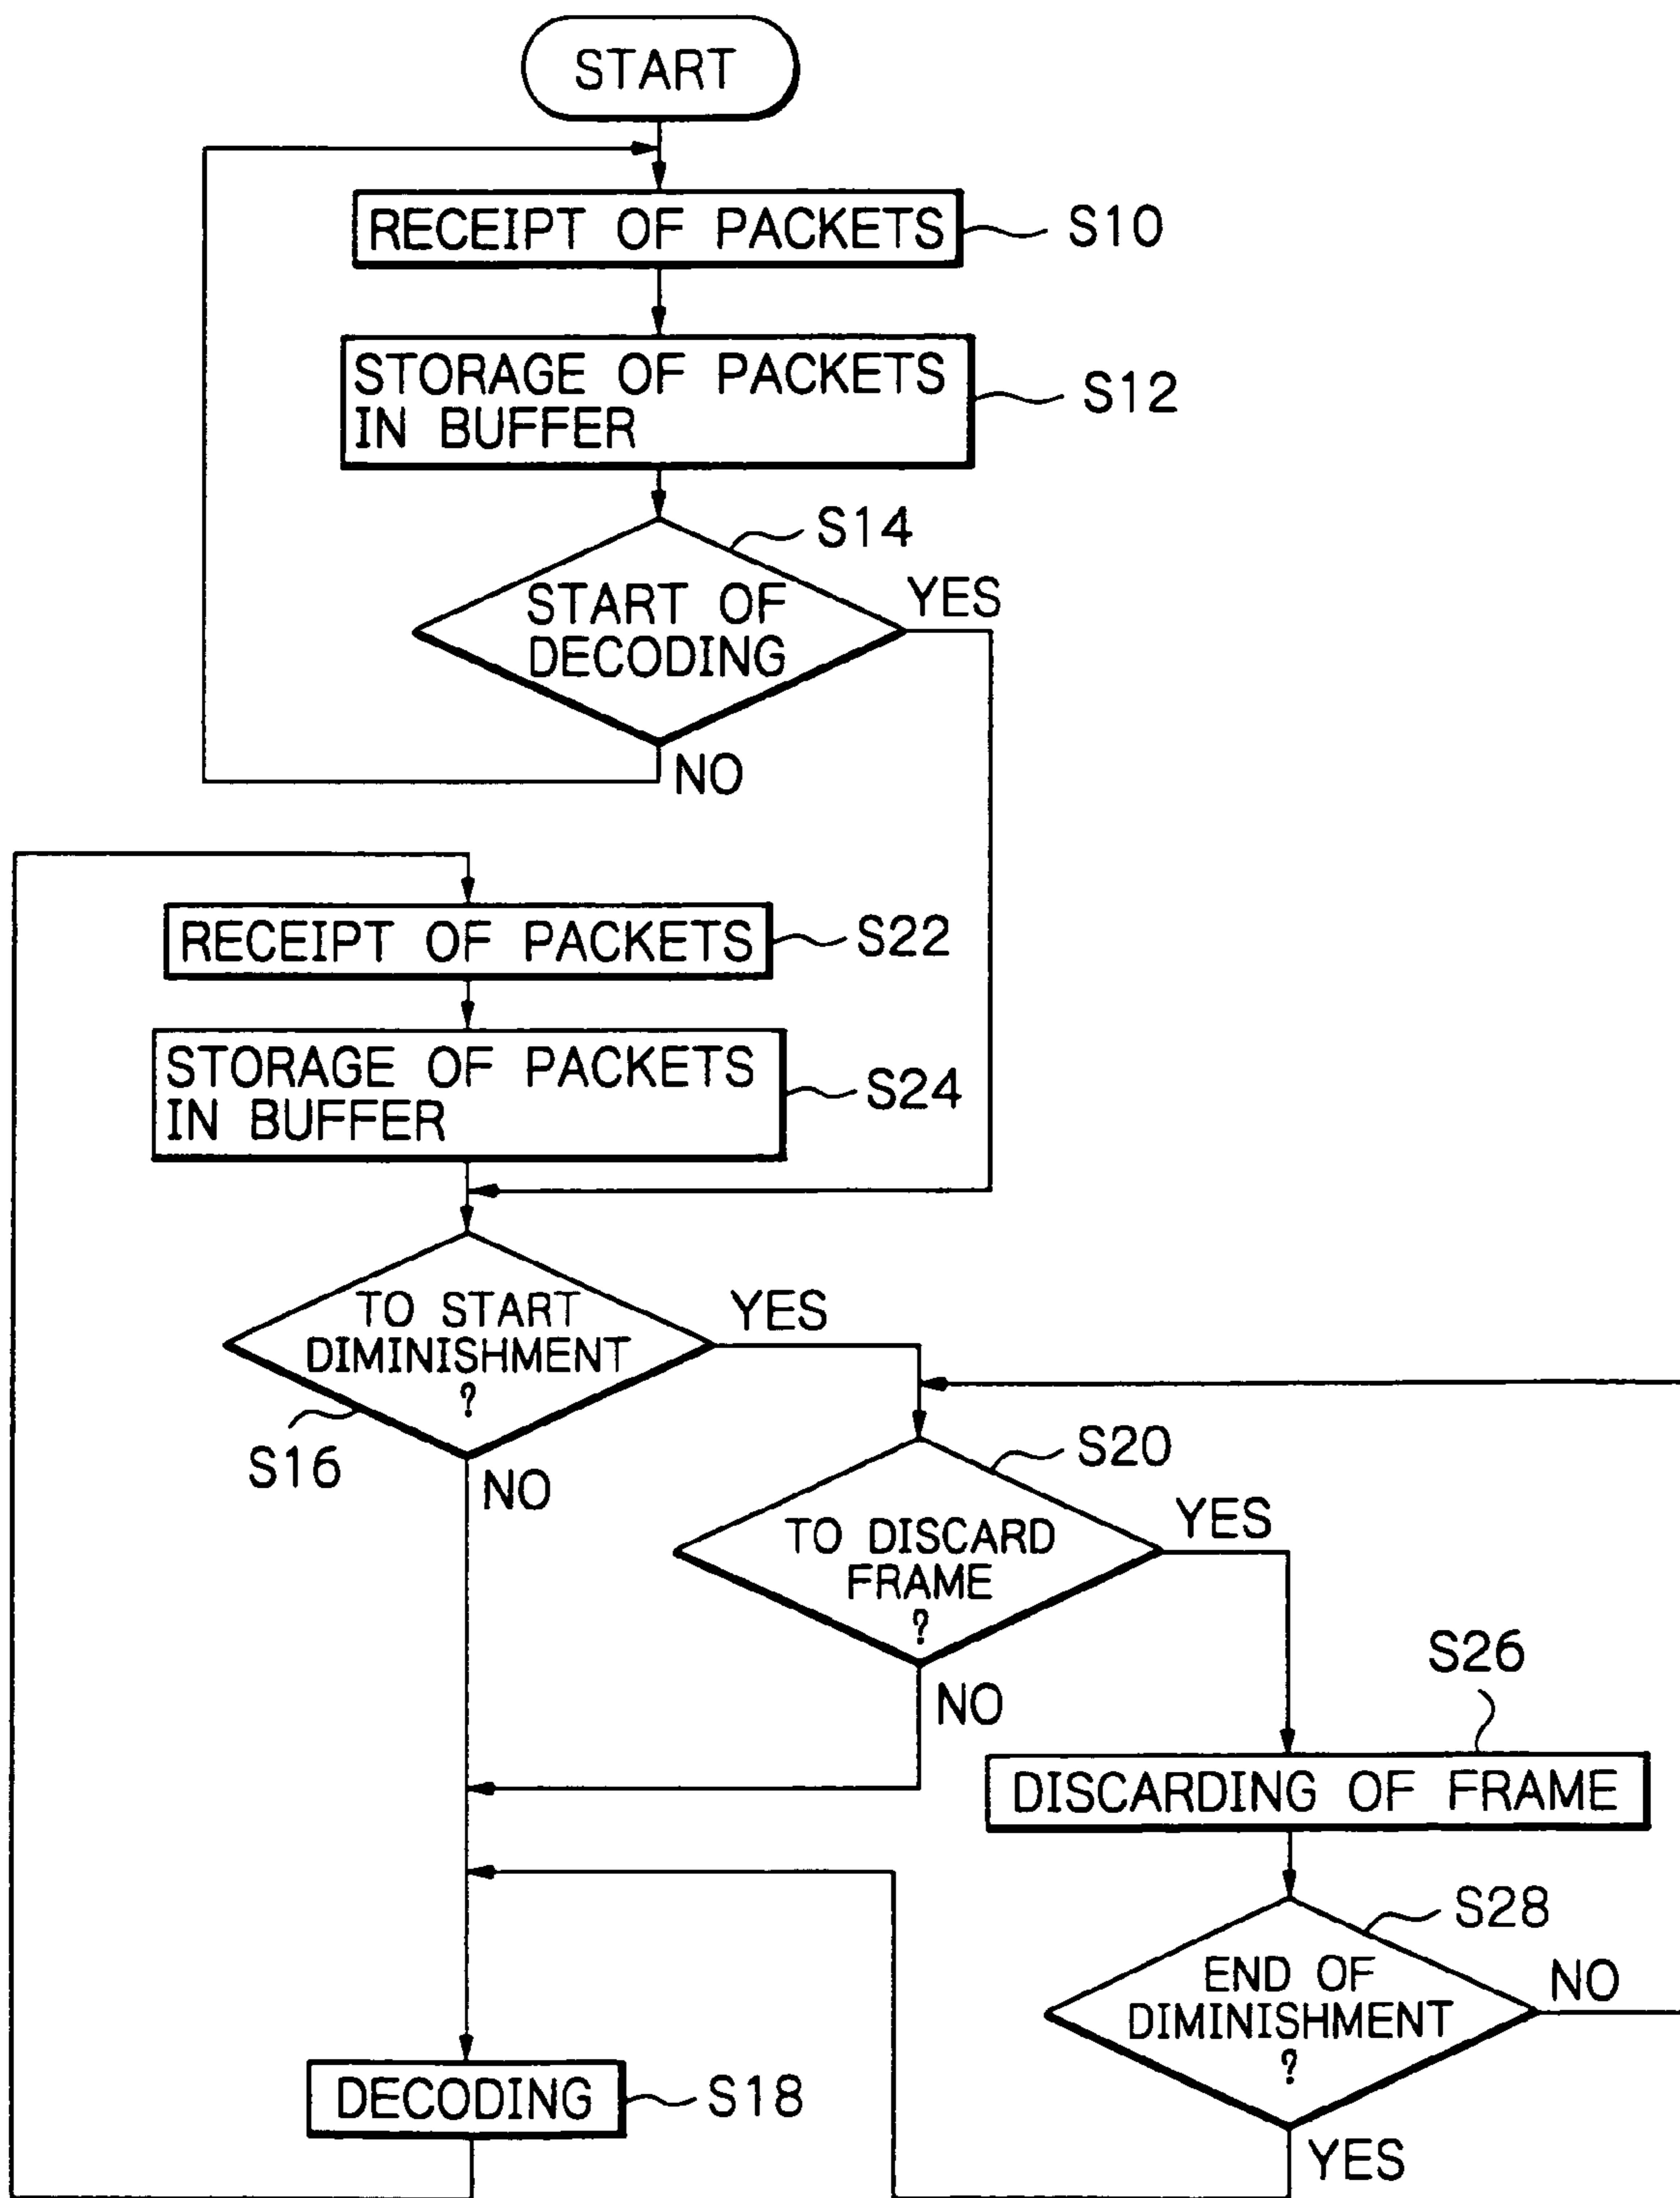 START
RECEIPT OF PACKETS
S10
STORAGE OF PACKETS
IN BUFFER
S12
S14
START OF
DECODING
YES
NO
RECEIPT OF PACKETS
S22
STORAGE OF PACKETS
IN BUFFER
S24
TO START
DIMINISHMENT
?
YES
S16
NO
S20
TO DISCARD
FRAME
?
YES
NO
S26
DISCARDING OF FRAME
S28
END OF
DIMINISHMENT
?
NO
YES
DECODING
S18